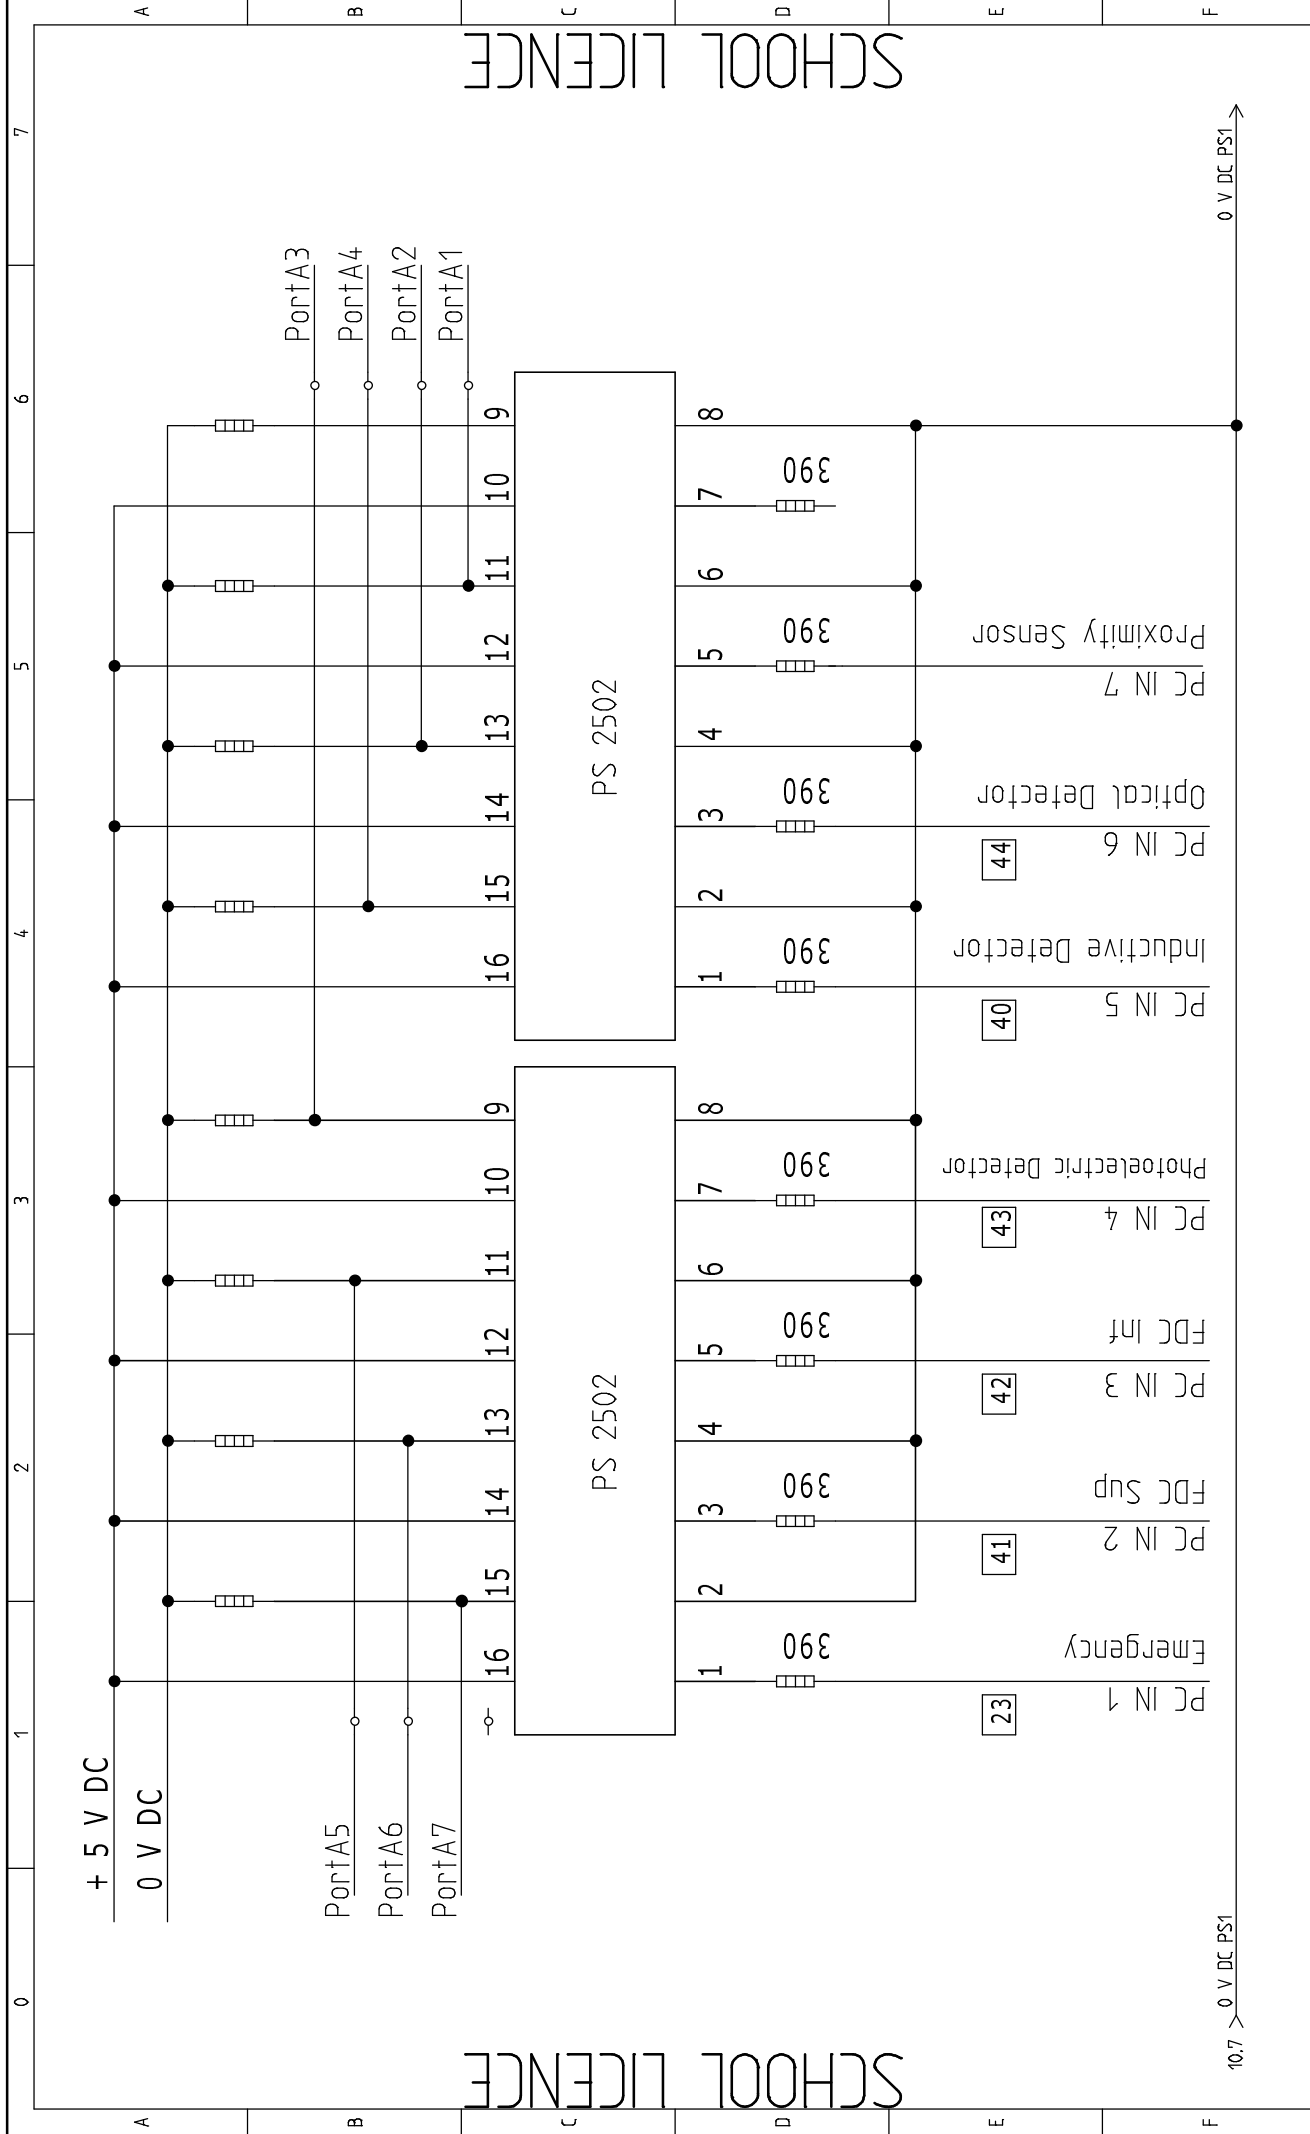 SCHOOL LICENCE
SCHOOL LICENCE
0 1 2 3 4 5 6 7
A
B
C
D
E
F
A
B
C
D
E
F
+ 5 V DC
0 V DC
PortA5
PortA6
PortA7
PortA3
PortA4
PortA2
PortA1
16 15 14 13 12 11 10 9
16 15 14 13 12 11 10 9
PS 2502
PS 2502
1 2 3 4 5 6 7 8
1 2 3 4 5 6 7 8
390 390 390 390
390 390 390 390
23
41
42
43
40
44
PC IN 1
Emergency
PC IN 2
FDC Sup
PC IN 3
FDC Inf
PC IN 4
Photoelectric Detector
PC IN 5
Inductive Detector
PC IN 6
Optical Detector
PC IN 7
Proximity Sensor
10.7
0 V DC PS1
0 V DC PS1